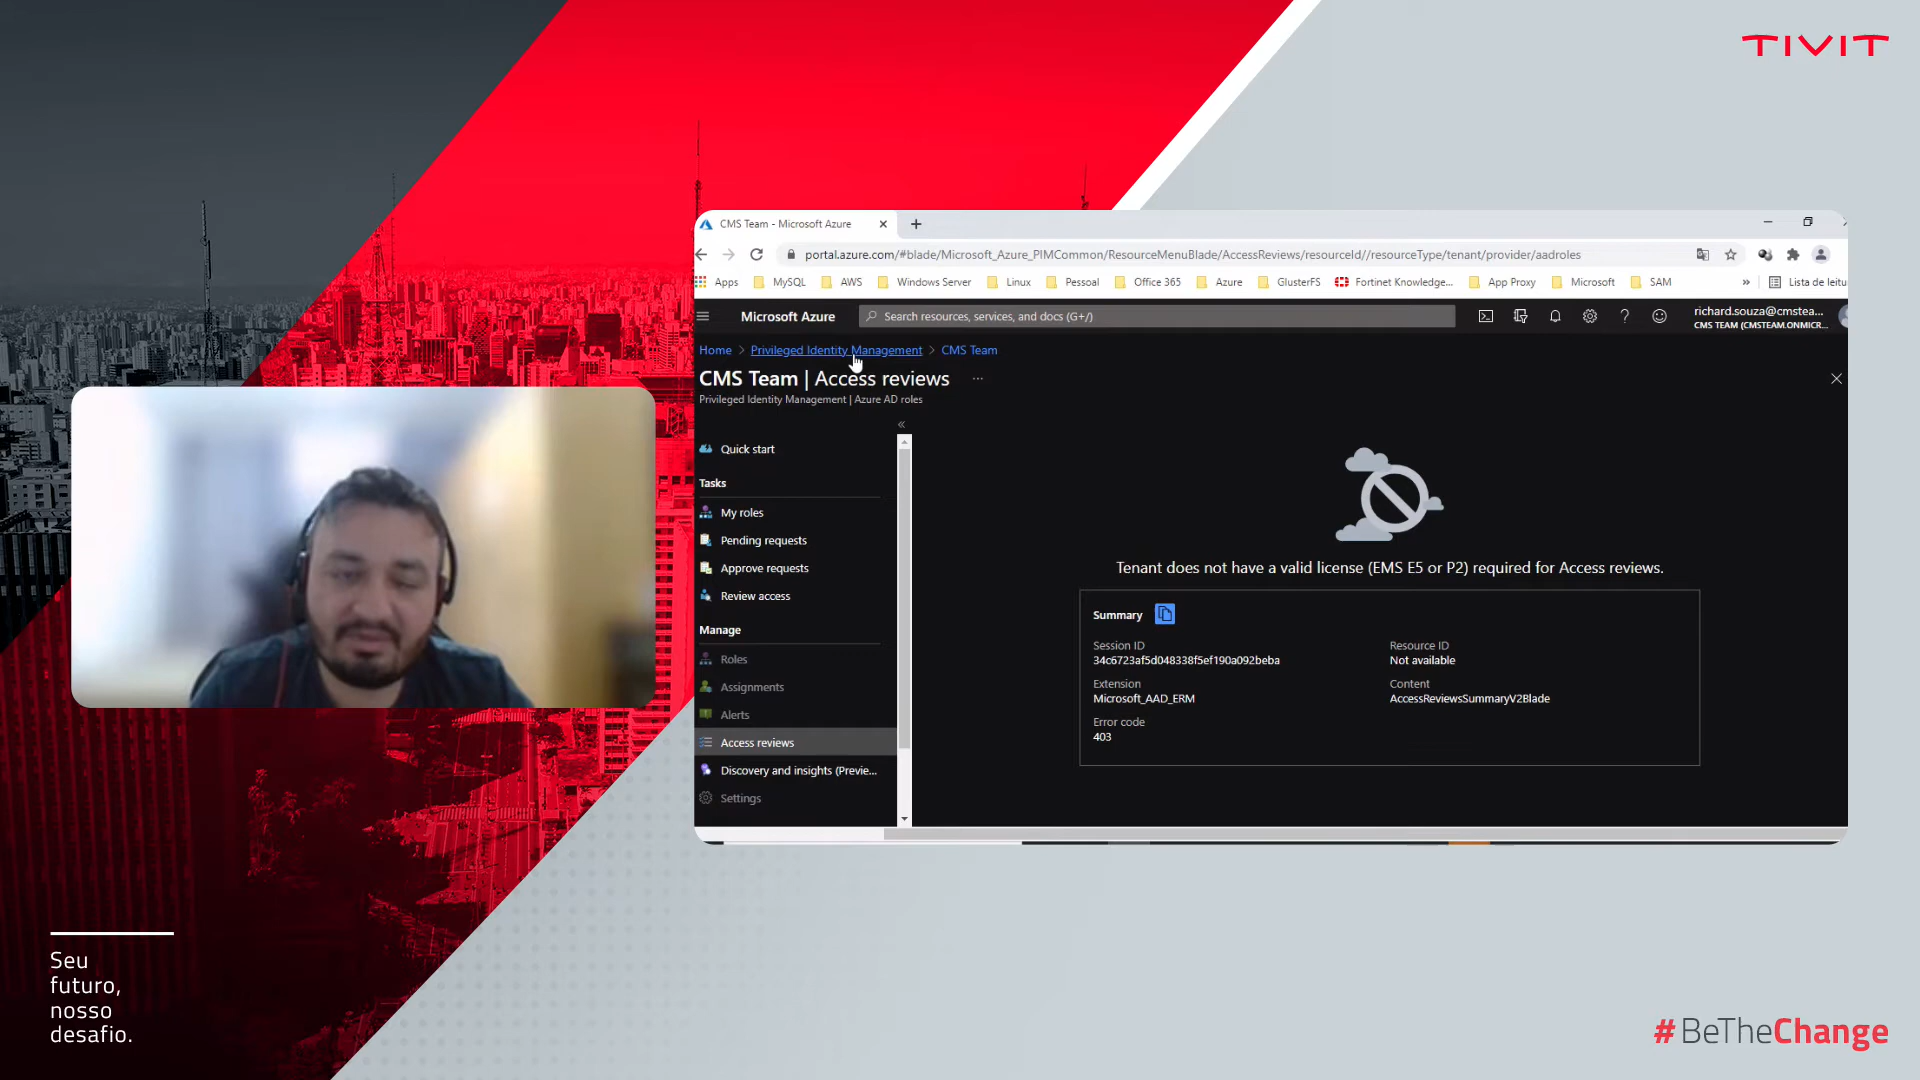 TIVIT
CMS Team - Microsoft Azure
portal.azure.com/#blade/Microsoft_Azure_PIMCommon/ResourceMenuBlade/AccessReviews/resourceId//resourceType/tenant/provider/aadroles
Apps MySQL AWS Windows Server Linux Pessoal Office 365 Azure GlusterFS Fortinet Knowledge... App Proxy Microsoft SAM » Lista de leitu
Microsoft Azure Search resources, services, and docs (G+/) richard.souza@cmstea...
CMS TEAM (CMSTEAM.ONMICR...
Home > Privileged Identity Management > CMS Team
CMS Team | Access reviews ...
Privileged Identity Management | Azure AD roles
«
Quick start
Tasks
My roles
Pending requests
Approve requests
Review access
Manage
Roles
Assignments
Alerts
Access reviews
Discovery and insights (Previe...
Settings
Tenant does not have a valid license (EMS E5 or P2) required for Access reviews.
Summary
Session ID
34c6723af5d048338f5ef190a092beba
Resource ID
Not available
Extension
Microsoft_AAD_ERM
Content
AccessReviewsSummaryV2Blade
Error code
403
Seu
futuro,
nosso
desafio.
#BeTheChange